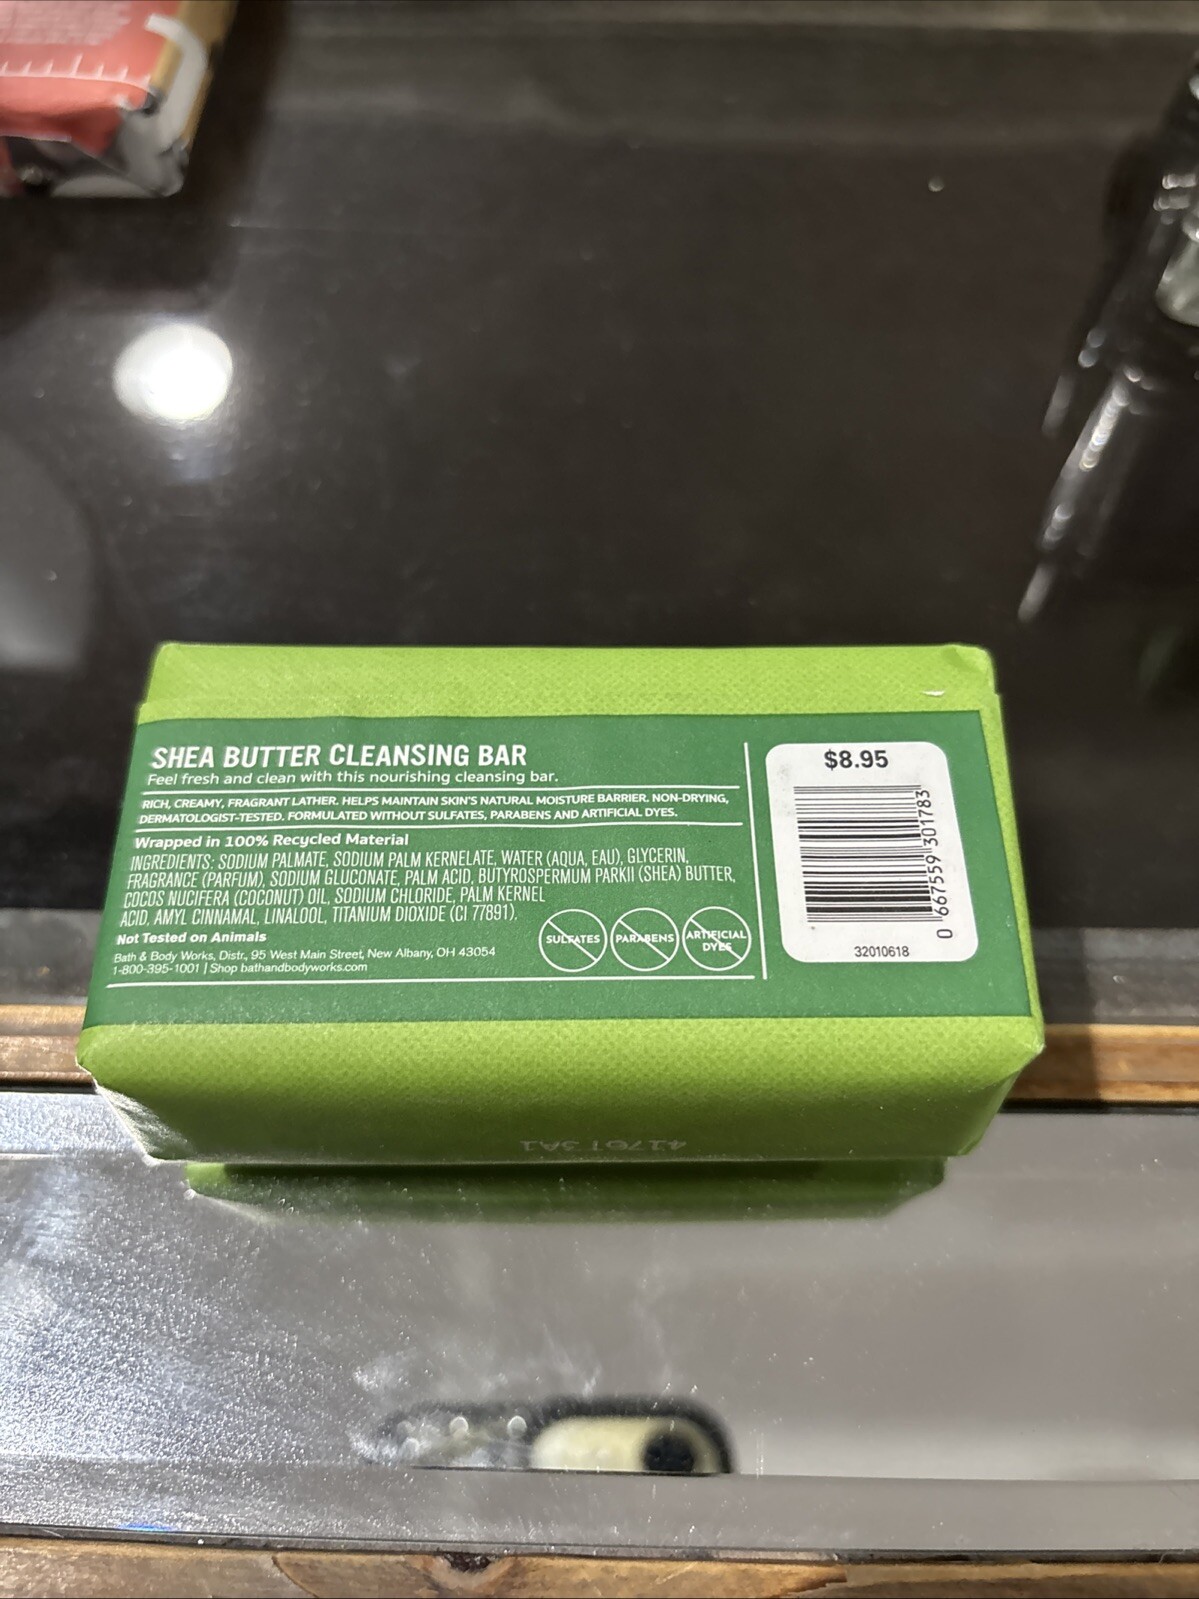 SHEA BUTTER CLEANSING BAR
Feel fresh and clean with this nourishing cleansing bar.
RICH, CREAMY, FRAGRANT LATHER. HELPS MAINTAIN SKIN'S NATURAL MOISTURE BARRIER. NON-DRYING,
DERMATOLOGIST-TESTED. FORMULATED WITHOUT SULFATES, PARABENS AND ARTIFICIAL DYES.
Wrapped in 100% Recycled Material
INGREDIENTS: SODIUM PALMATE, SODIUM PALM KERNELATE, WATER (AQUA, EAU), GLYCERIN,
FRAGRANCE (PARFUM), SODIUM GLUCONATE, PALM ACID, BUTYROSPERMUM PARKII (SHEA) BUTTER,
COCOS NUCIFERA (COCONUT) OIL, SODIUM CHLORIDE, PALM KERNEL
ACID, AMYL CINNAMAL, LINALOOL, TITANIUM DIOXIDE (CI 77891).
Not Tested on Animals
Bath & Body Works, Distr., 95 West Main Street, New Albany, OH 43054
1-800-395-1001 | Shop bathandbodyworks.com
SULFATES
PARABENS
ARTIFICIAL
DYES
$8.95
0 667559 301783
32010618